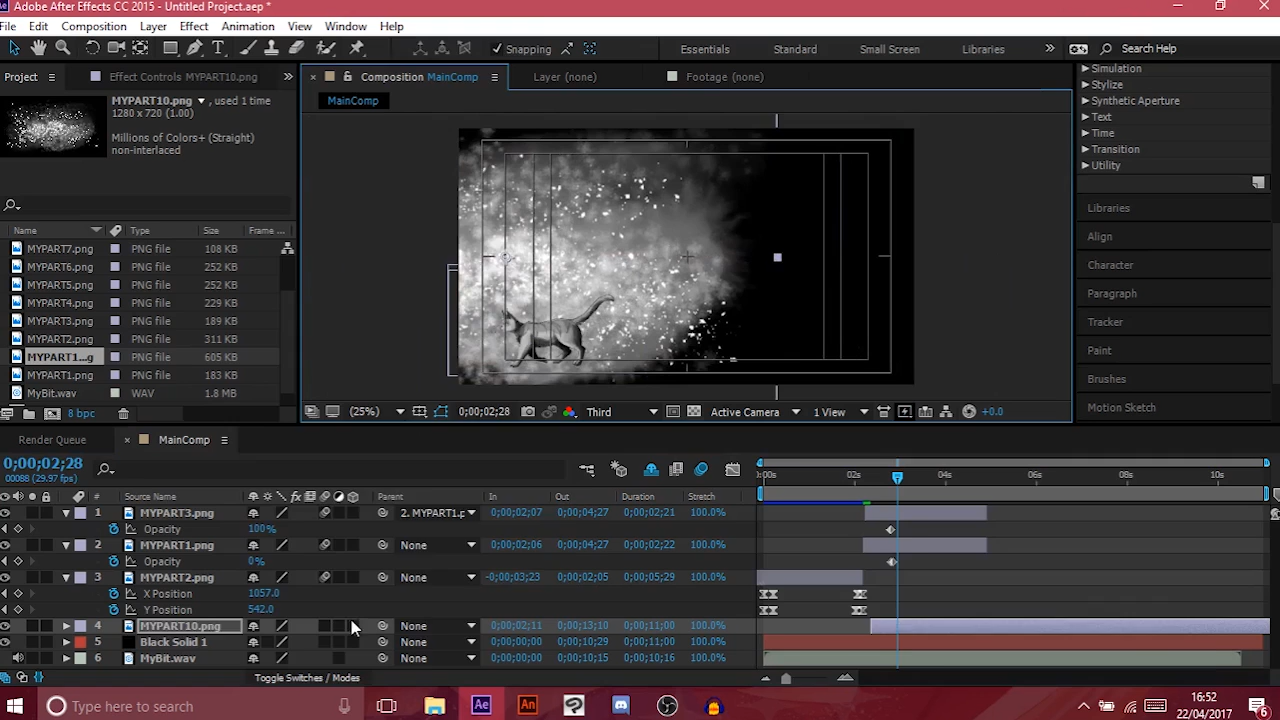 Adobe After Effects CC 2015 - Untitled Project.aep *
File Edit Composition Layer Effect Animation View Window Help
Snapping Essentials Standard Small Screen Libraries Search Help
Project Effect Controls MYPART10.png Composition MainComp Layer (none) Footage (none)
MainComp
MYPART10.png ▼, used 1 time
1280 x 720 (1.00)
Millions of Colors+ (Straight)
non-interlaced
Name Type Size Frame ...
MYPART7.png PNG file 108 KB
MYPART6.png PNG file 252 KB
MYPART5.png PNG file 252 KB
MYPART4.png PNG file 229 KB
MYPART3.png PNG file 189 KB
MYPART2.png PNG file 311 KB
MYPART1...g PNG file 605 KB
MYPART1.png PNG file 183 KB
MyBit.wav WAV 1.8 MB
8 bpc
(25%) 0;00;02;28 Third Active Camera 1 View +0.0
Simulation
Stylize
Synthetic Aperture
Text
Time
Transition
Utility
Libraries
Align
Character
Paragraph
Tracker
Paint
Brushes
Motion Sketch
Render Queue MainComp
0;00;02;28
00088 (29.97 fps)
:00s 02s 04s 06s 08s 10s
# Source Name Parent In Out Duration Stretch
1 MYPART3.png 2. MYPART1.p 0;00;02;07 0;00;04;27 0;00;02;21 100.0%
Opacity 100%
2 MYPART1.png None 0;00;02;06 0;00;04;27 0;00;02;22 100.0%
Opacity 0%
3 MYPART2.png None -0;00;03;23 0;00;02;05 0;00;05;29 100.0%
X Position 1057.0
Y Position 542.0
4 MYPART10.png None 0;00;02;11 0;00;13;10 0;00;11;00 100.0%
5 Black Solid 1 None 0;00;00;00 0;00;10;29 0;00;11;00 100.0%
6 MyBit.wav None 0;00;00;00 0;00;10;15 0;00;10;16 100.0%
Toggle Switches / Modes
Type here to search
Ae An
16:52
22/04/2017